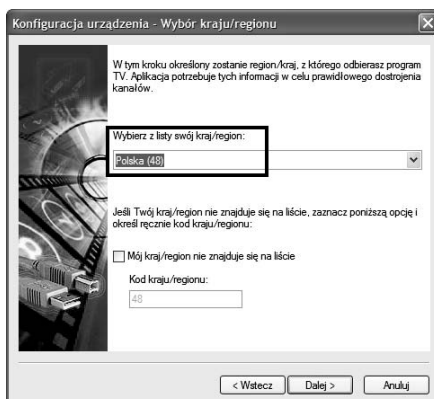 Konfiguracja urządzenia - Wybór kraju/regionu
W tym kroku określony zostanie region/kraj, z którego odbierasz program
TV. Aplikacja potrzebuje tych informacji w celu prawidłowego dostrojenia
kanałów.
Wybierz z listy swój kraj/region:
Polska (48)
Jeśli Twój kraj/region nie znajduje się na liście, zaznacz poniższą opcję i
określ ręcznie kod kraju/regionu:
Mój kraj/region nie znajduje się na liście
Kod kraju/regionu:
48
< Wstecz Dalej > Anuluj